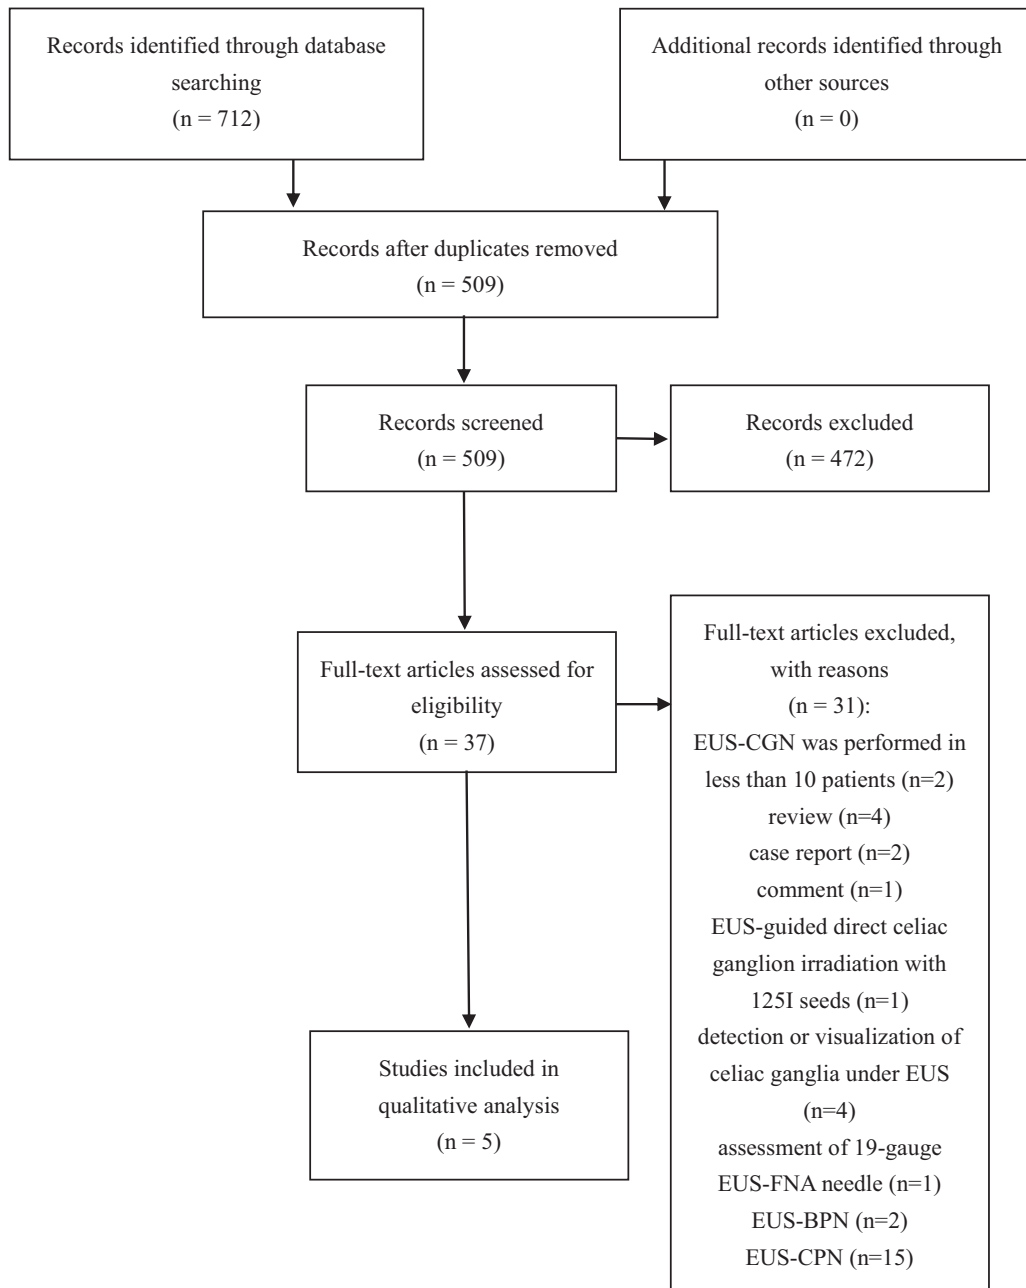 Records identified through database
searching
(n = 712)
Additional records identified through
other sources
(n = 0)
Records after duplicates removed
(n = 509)
Records screened
(n = 509)
Records excluded
(n = 472)
Full-text articles assessed for
eligibility
(n = 37)
Full-text articles excluded,
with reasons
(n = 31):
EUS-CGN was performed in
less than 10 patients (n=2)
review (n=4)
case report (n=2)
comment (n=1)
EUS-guided direct celiac
ganglion irradiation with
125I seeds (n=1)
detection or visualization of
celiac ganglia under EUS
(n=4)
assessment of 19-gauge
EUS-FNA needle (n=1)
EUS-BPN (n=2)
EUS-CPN (n=15)
Studies included in
qualitative analysis
(n = 5)